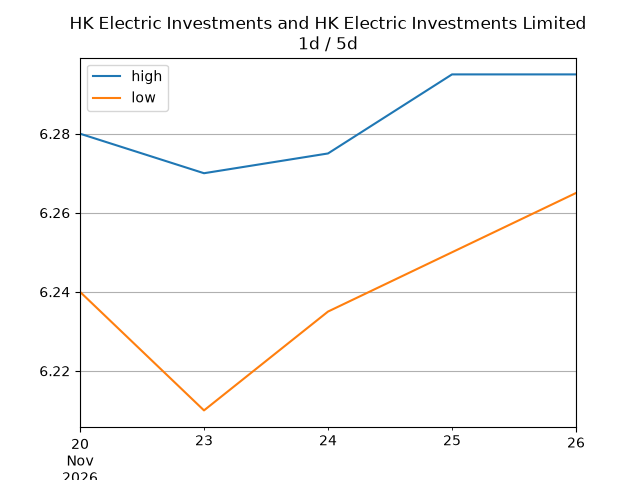 HK Electric Investments and HK Electric Investments Limited
1d / 5d
high
low
6.28
6.26
6.24
6.22
20 23 24 25 26
Nov
2026